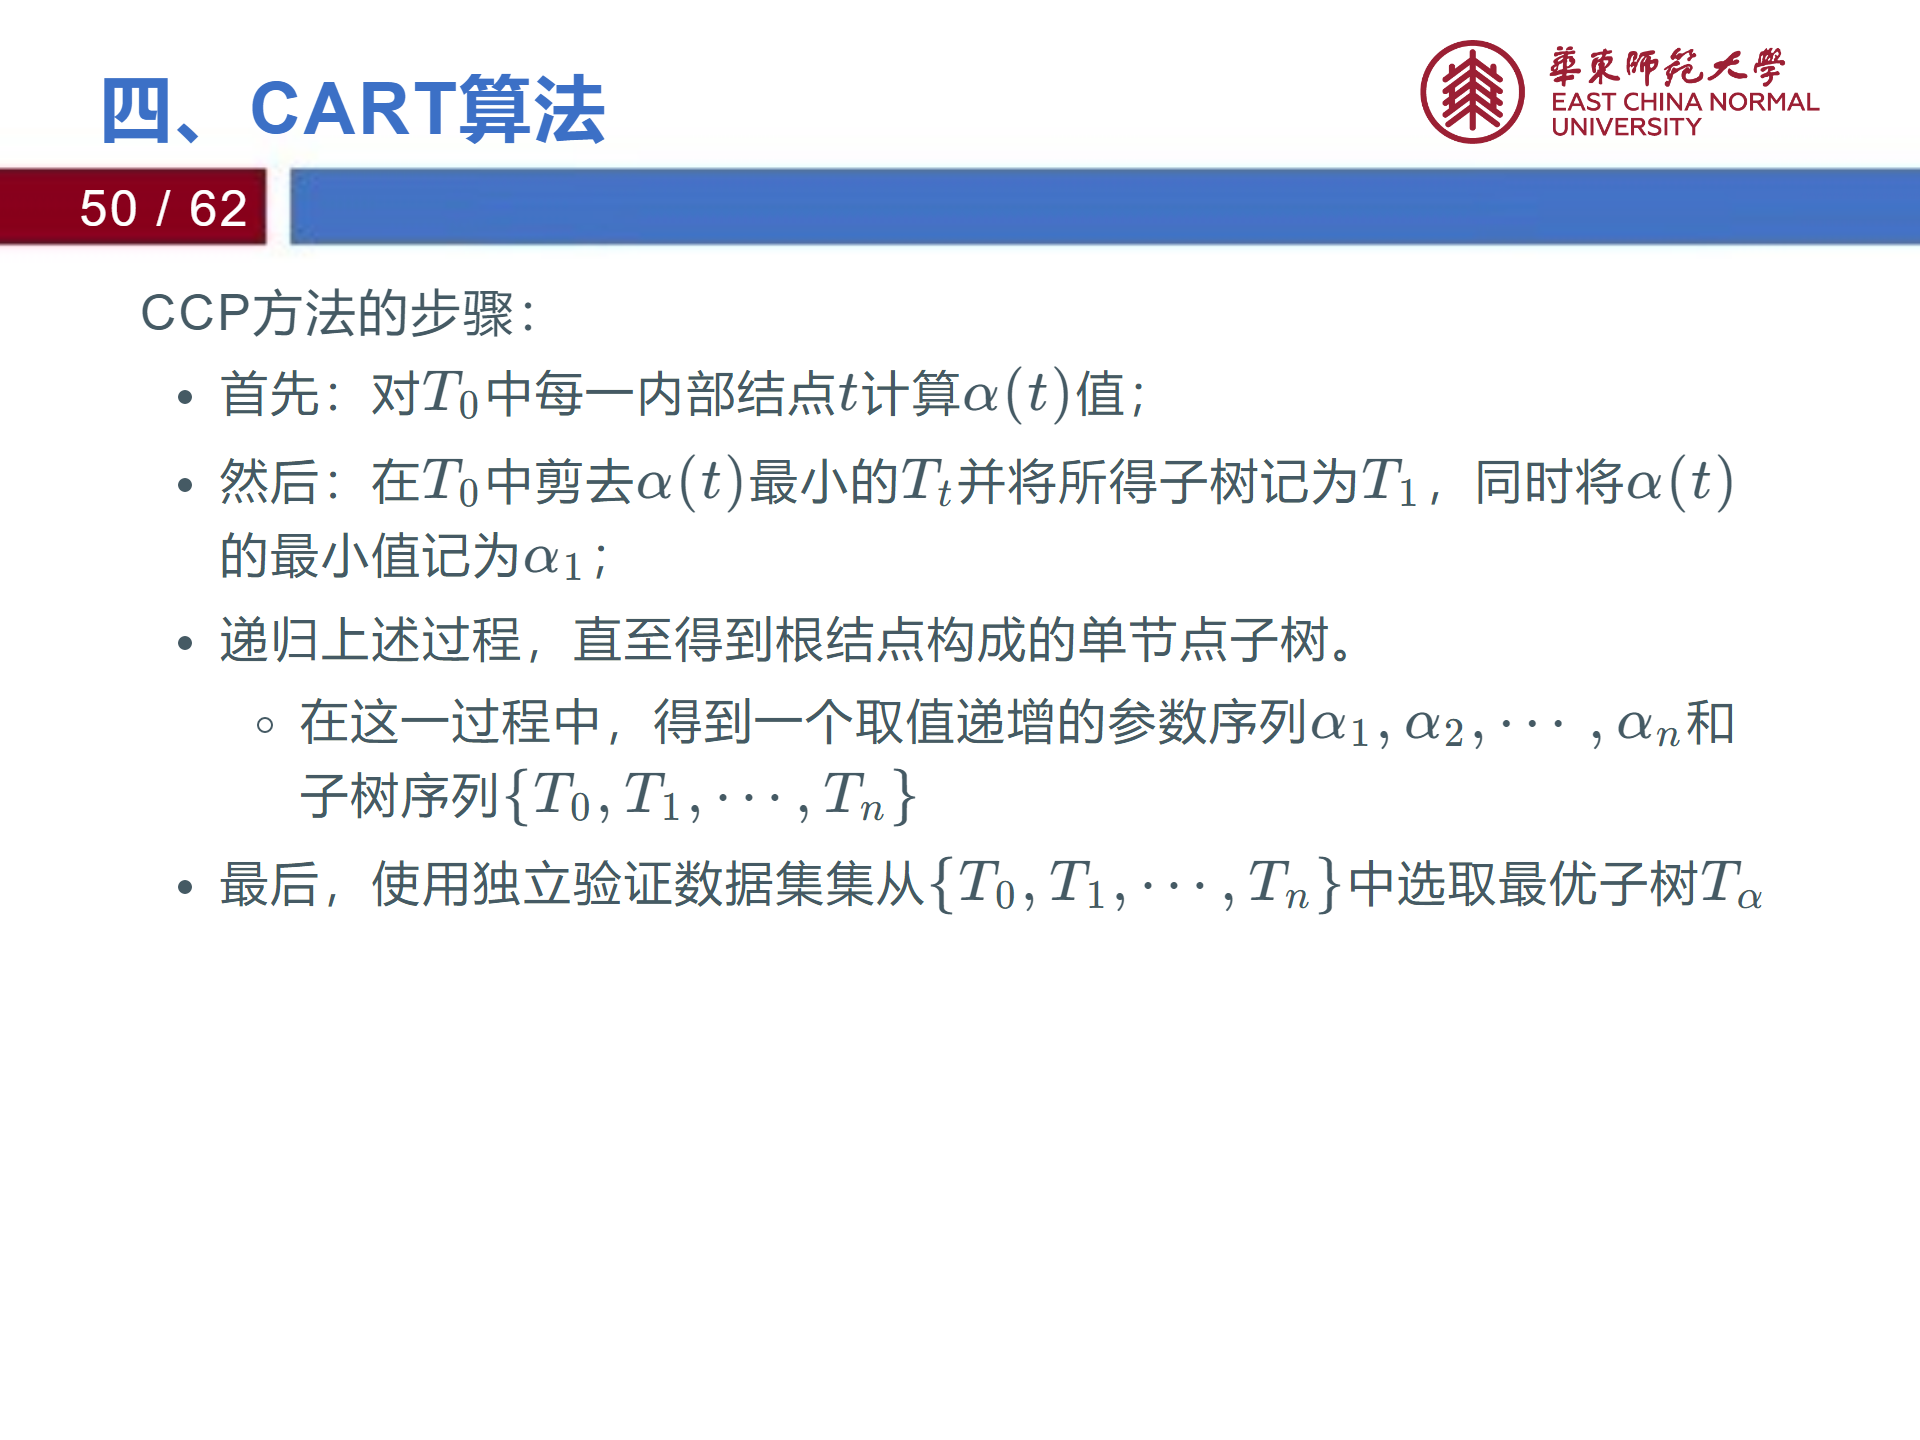 四、CART算法
華東師範大學
EAST CHINA NORMAL
UNIVERSITY
50 / 62
CCP方法的步骤：
• 首先：对T₀中每一内部结点t计算α(t)值；
• 然后：在T₀中剪去α(t)最小的Tₜ并将所得子树记为T₁，同时将α(t)
的最小值记为α₁；
• 递归上述过程，直至得到根结点构成的单节点子树。
◦ 在这一过程中，得到一个取值递增的参数序列α₁, α₂, ⋯ , αₙ和
子树序列{T₀, T₁, ⋯ , Tₙ}
• 最后，使用独立验证数据集集从{T₀, T₁, ⋯ , Tₙ}中选取最优子树T_α